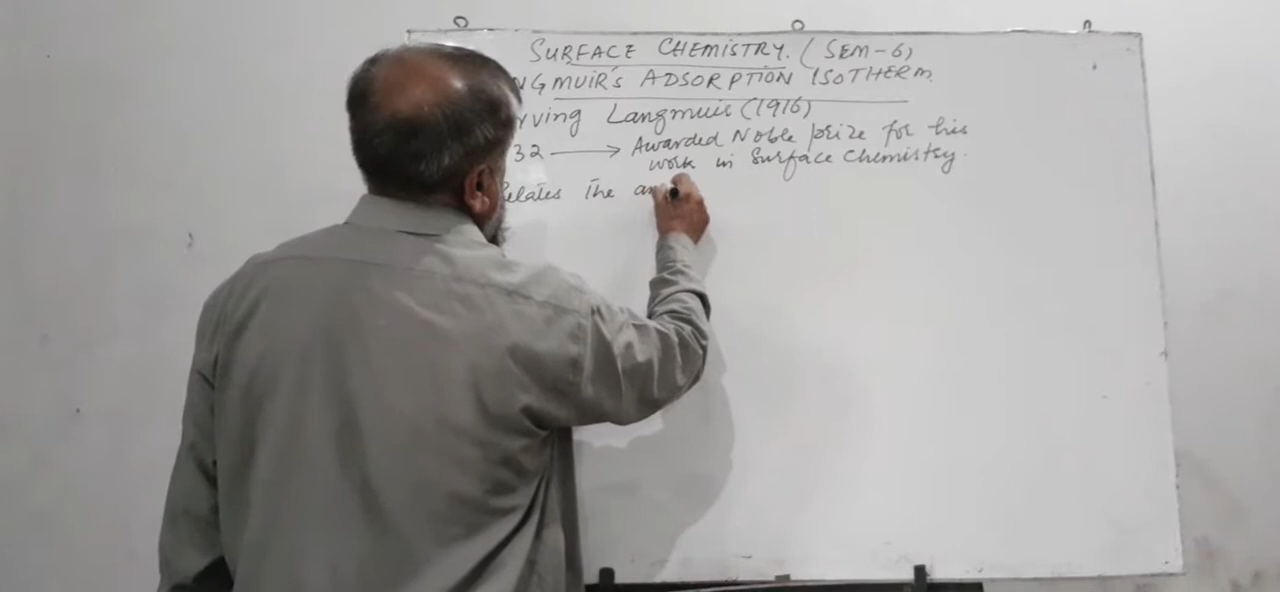 SURFACE CHEMISTRY. (SEM-6)
NGMUIR'S ADSORPTION ISOTHERM.
rving Langmuir (1916)
32 → Awarded Noble prize for his
work in Surface Chemistry.
elates the